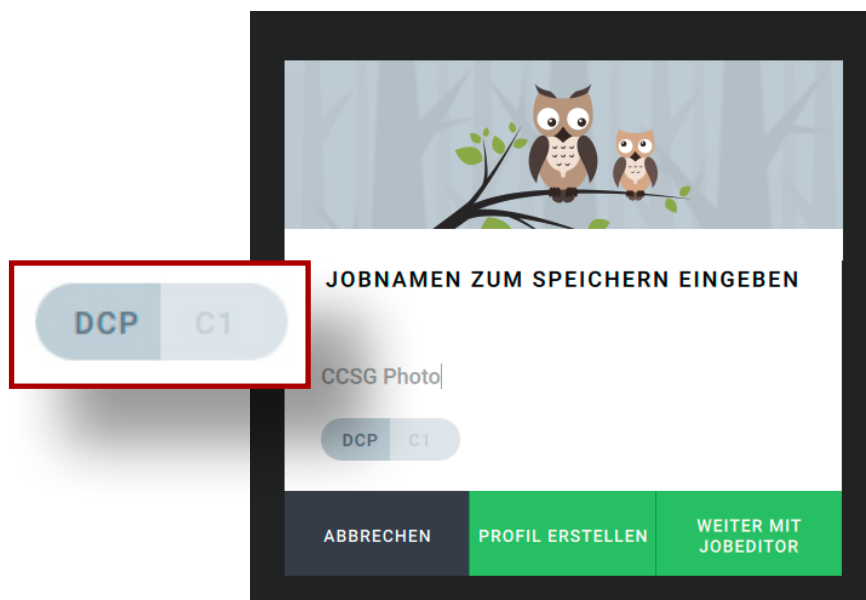 JOBNAMEN ZUM SPEICHERN EINGEBEN
DCP C1
CCSG Photo
DCP C1
ABBRECHEN
PROFIL ERSTELLEN
WEITER MIT
JOBEDITOR